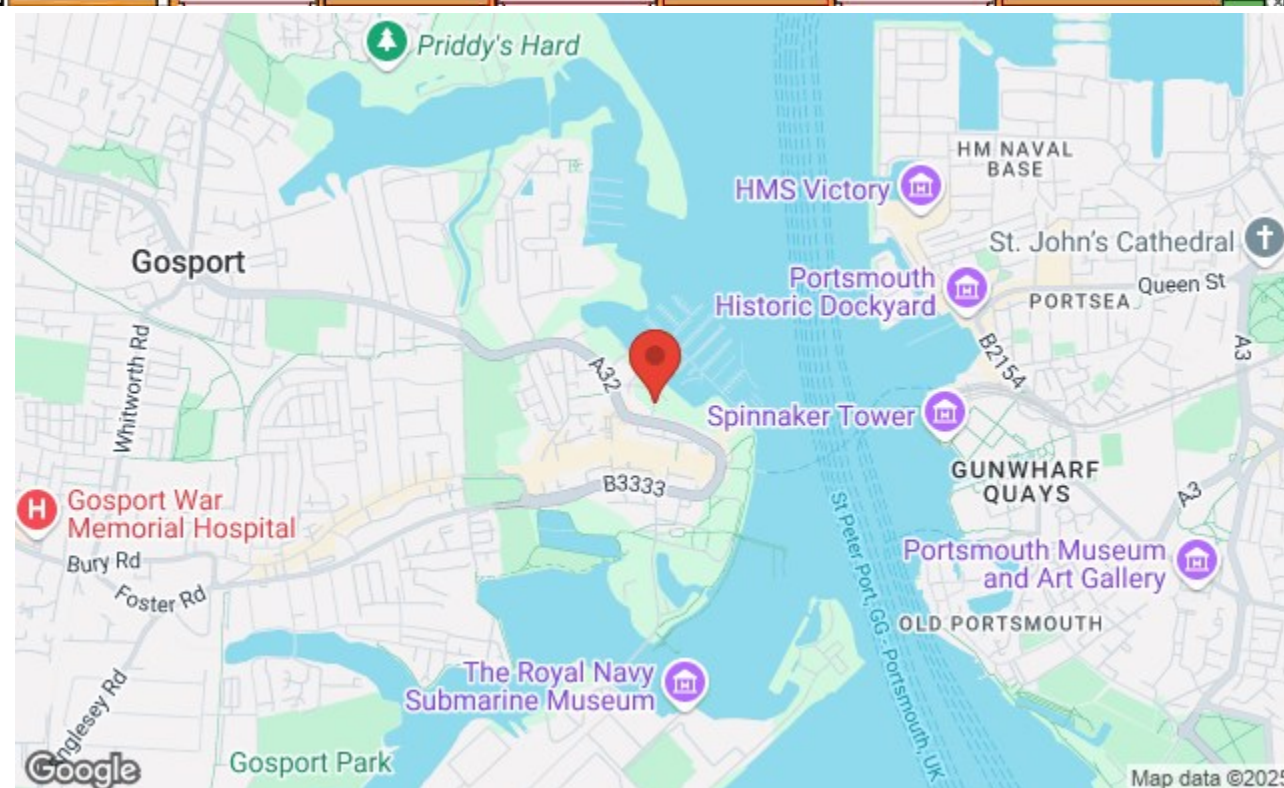 Priddy's Hard
HM NAVAL
BASE
HMS Victory
St. John's Cathedral
Gosport
Portsmouth
Historic Dockyard
Queen St
PORTSEA
A3
B2154
Whitworth Rd
A32
Spinnaker Tower
GUNWHARF
QUAYS
B3333
A3
Gosport War
Memorial Hospital
H
St Peter Port, GG - Portsmouth, UK
Bury Rd
Foster Rd
Portsmouth Museum
and Art Gallery
OLD PORTSMOUTH
The Royal Navy
Submarine Museum
Anglesey Rd
Gosport Park
Google
Map data ©2025